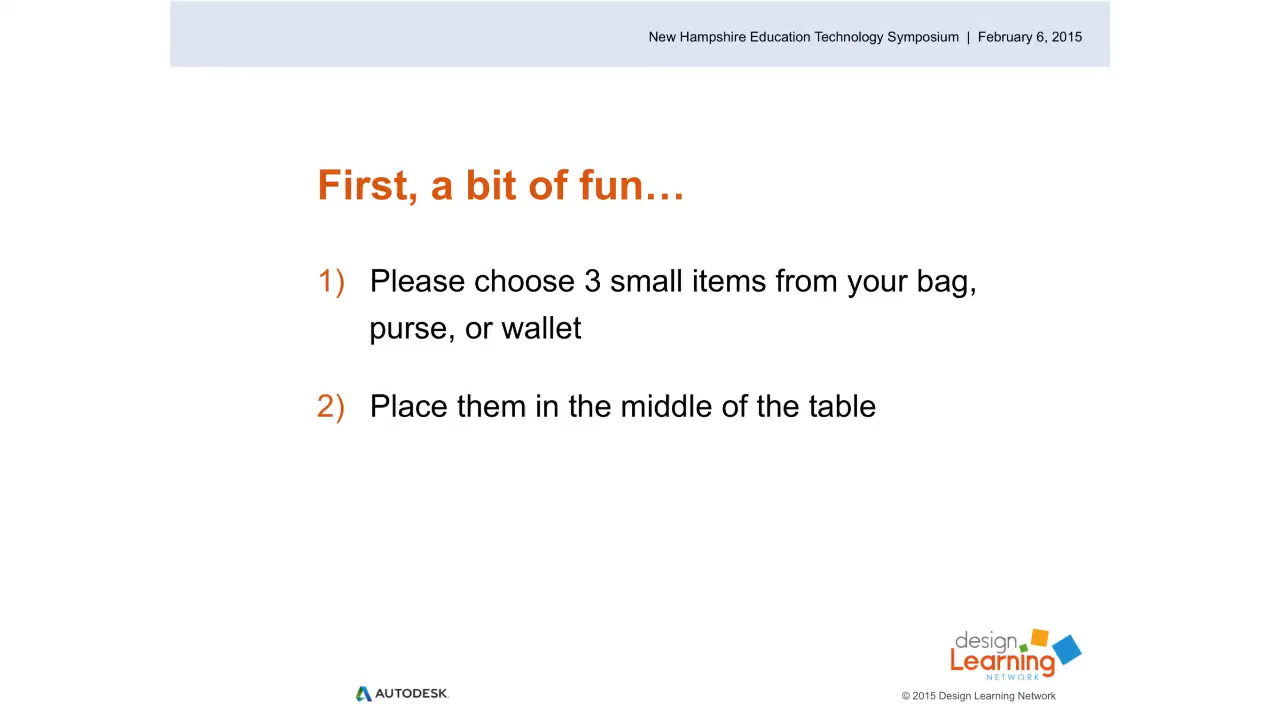 New Hampshire Education Technology Symposium | February 6, 2015
First, a bit of fun…
1) Please choose 3 small items from your bag,
purse, or wallet
2) Place them in the middle of the table
design
Learning
NETWORK
AUTODESK
© 2015 Design Learning Network